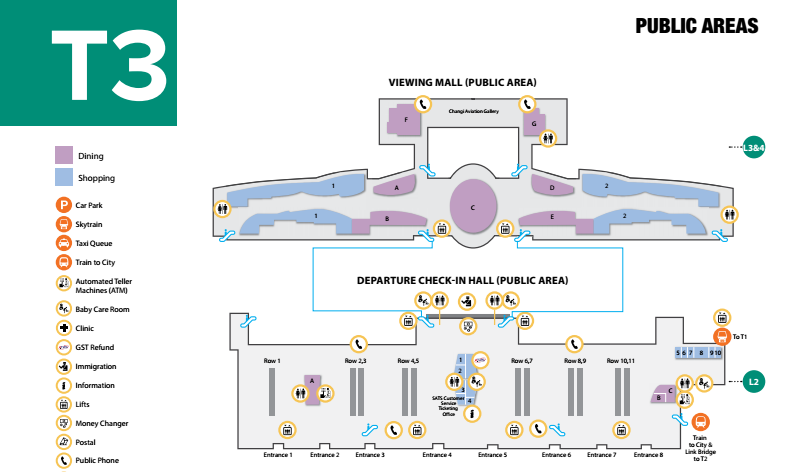 T3
PUBLIC AREAS
VIEWING MALL (PUBLIC AREA)
F
Changi Aviation Gallery
G
L3&4
Dining
Shopping
1
A
C
D
2
1
B
E
2
P Car Park
Skytrain
Taxi Queue
Train to City
Automated Teller
Machines (ATM)
Baby Care Room
Clinic
GST Refund
Immigration
Information
Lifts
Money Changer
Postal
Public Phone
DEPARTURE CHECK-IN HALL (PUBLIC AREA)
To T1
Row 1
Row 2,3
Row 4,5
Row 6,7
Row 8,9
Row 10,11
5 6 7 8 9 10
1
2
3
4
A
B
C
L2
SATS Customer
Service
Ticketing
Office
Train
to City &
Link Bridge
to T2
Entrance 1
Entrance 2
Entrance 3
Entrance 4
Entrance 5
Entrance 6
Entrance 7
Entrance 8